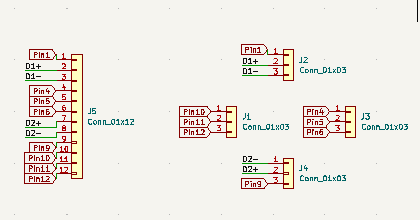 Pin1 1
D1+ 2
D1- 3
Pin4 4
Pin5 5
Pin6 6
D2+ 7
D2- 8
Pin9 9
Pin10 10
Pin11 11
Pin12 12
J5
Conn_01x12
Pin1 1
D1+ 2
D1- 3
J2
Conn_01x03
Pin10 1
Pin11 2
Pin12 3
J1
Conn_01x03
Pin4 1
Pin5 2
Pin6 3
J3
Conn_01x03
D2- 1
D2+ 2
Pin9 3
J4
Conn_01x03